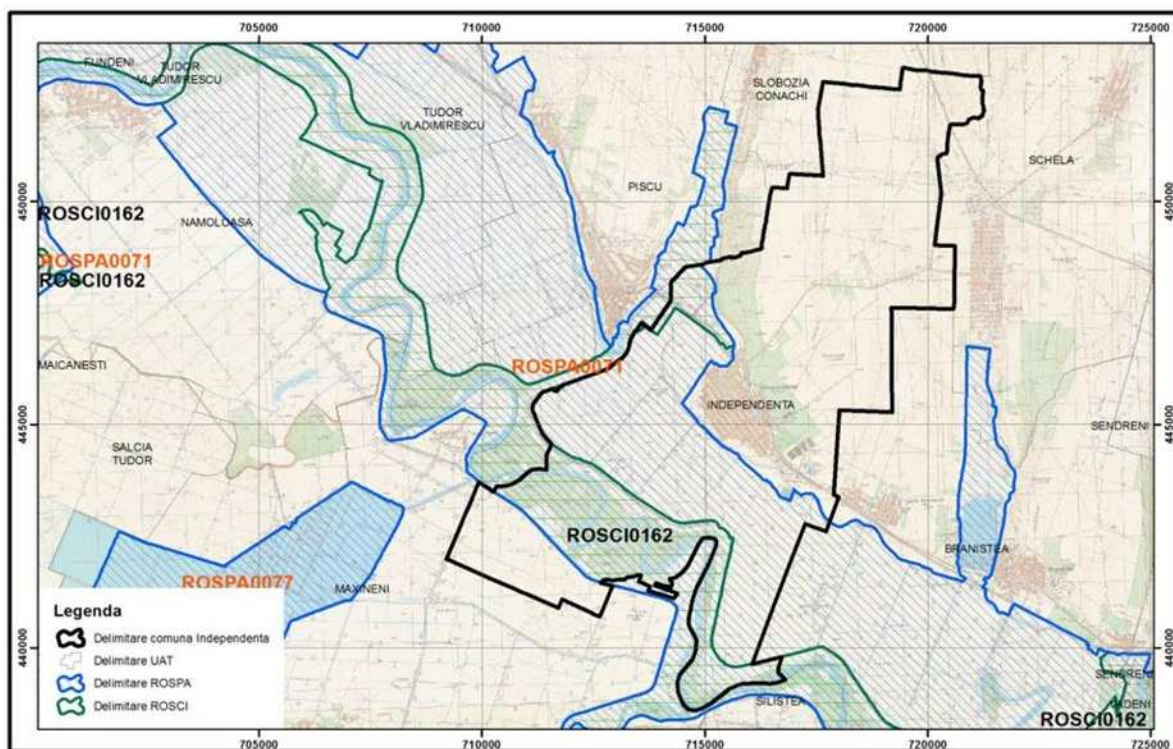 705000
710000
715000
720000
725000
FUNDENI
TUDOR
VLADIMIRESCU
TUDOR
VLADIMIRESCU
SLOBOZIA
CONACHI
SCHELA
PISCU
450000
450000
ROSCI0162
NAMOLOASA
ROSPA0071
ROSCI0162
MAICANESTI
ROSPA0071
INDEPENDENTA
445000
445000
SENDRENI
SALCIA
TUDOR
ROSCI0162
BRANISTEA
ROSPA0077
MAXINENI
Legenda
Delimitare comuna Independenta
Delimitare UAT
Delimitare ROSPA
Delimitare ROSCI
440000
440000
SENDRENI
VADENI
SILISTEA
ROSCI0162
705000
710000
715000
720000
725000